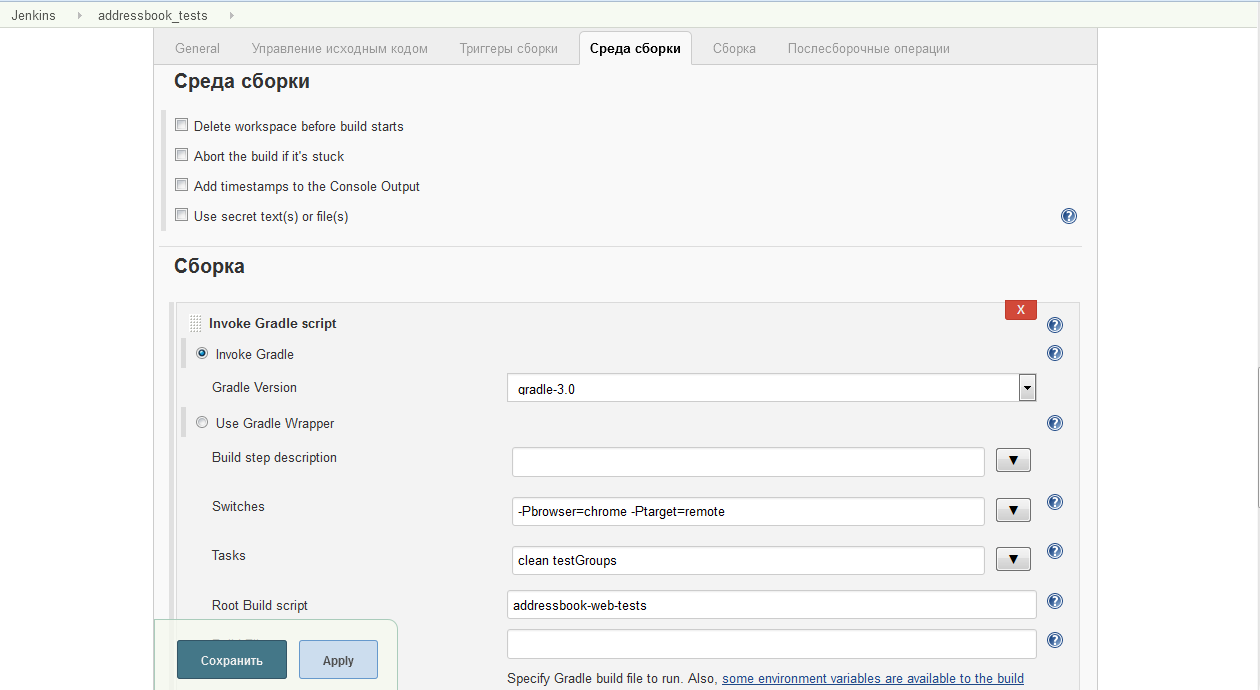 Jenkins addressbook_tests
General Управление исходным кодом Триггеры сборки Среда сборки Сборка Послесборочные операции
Среда сборки
Delete workspace before build starts
Abort the build if it's stuck
Add timestamps to the Console Output
Use secret text(s) or file(s)
Сборка
X
Invoke Gradle script
Invoke Gradle
Gradle Version gradle-3.0
Use Gradle Wrapper
Build step description
Switches -Pbrowser=chrome -Ptarget=remote
Tasks clean testGroups
Root Build script addressbook-web-tests
Сохранить Apply
Specify Gradle build file to run. Also, some environment variables are available to the build